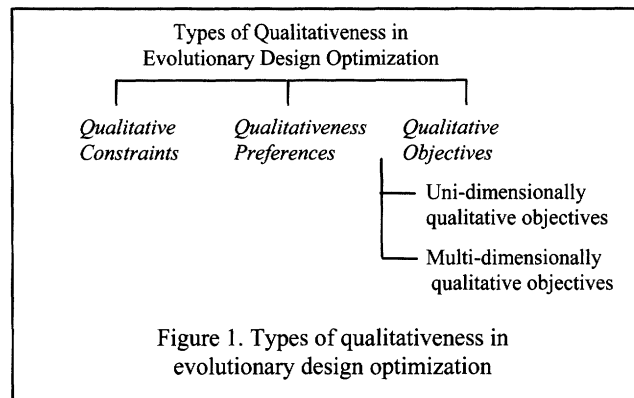 Types of Qualitativeness in
Evolutionary Design Optimization
Qualitative Constraints
Qualitativeness Preferences
Qualitative Objectives
Uni-dimensionally
qualitative objectives
Multi-dimensionally
qualitative objectives
Figure 1. Types of qualitativeness in
evolutionary design optimization